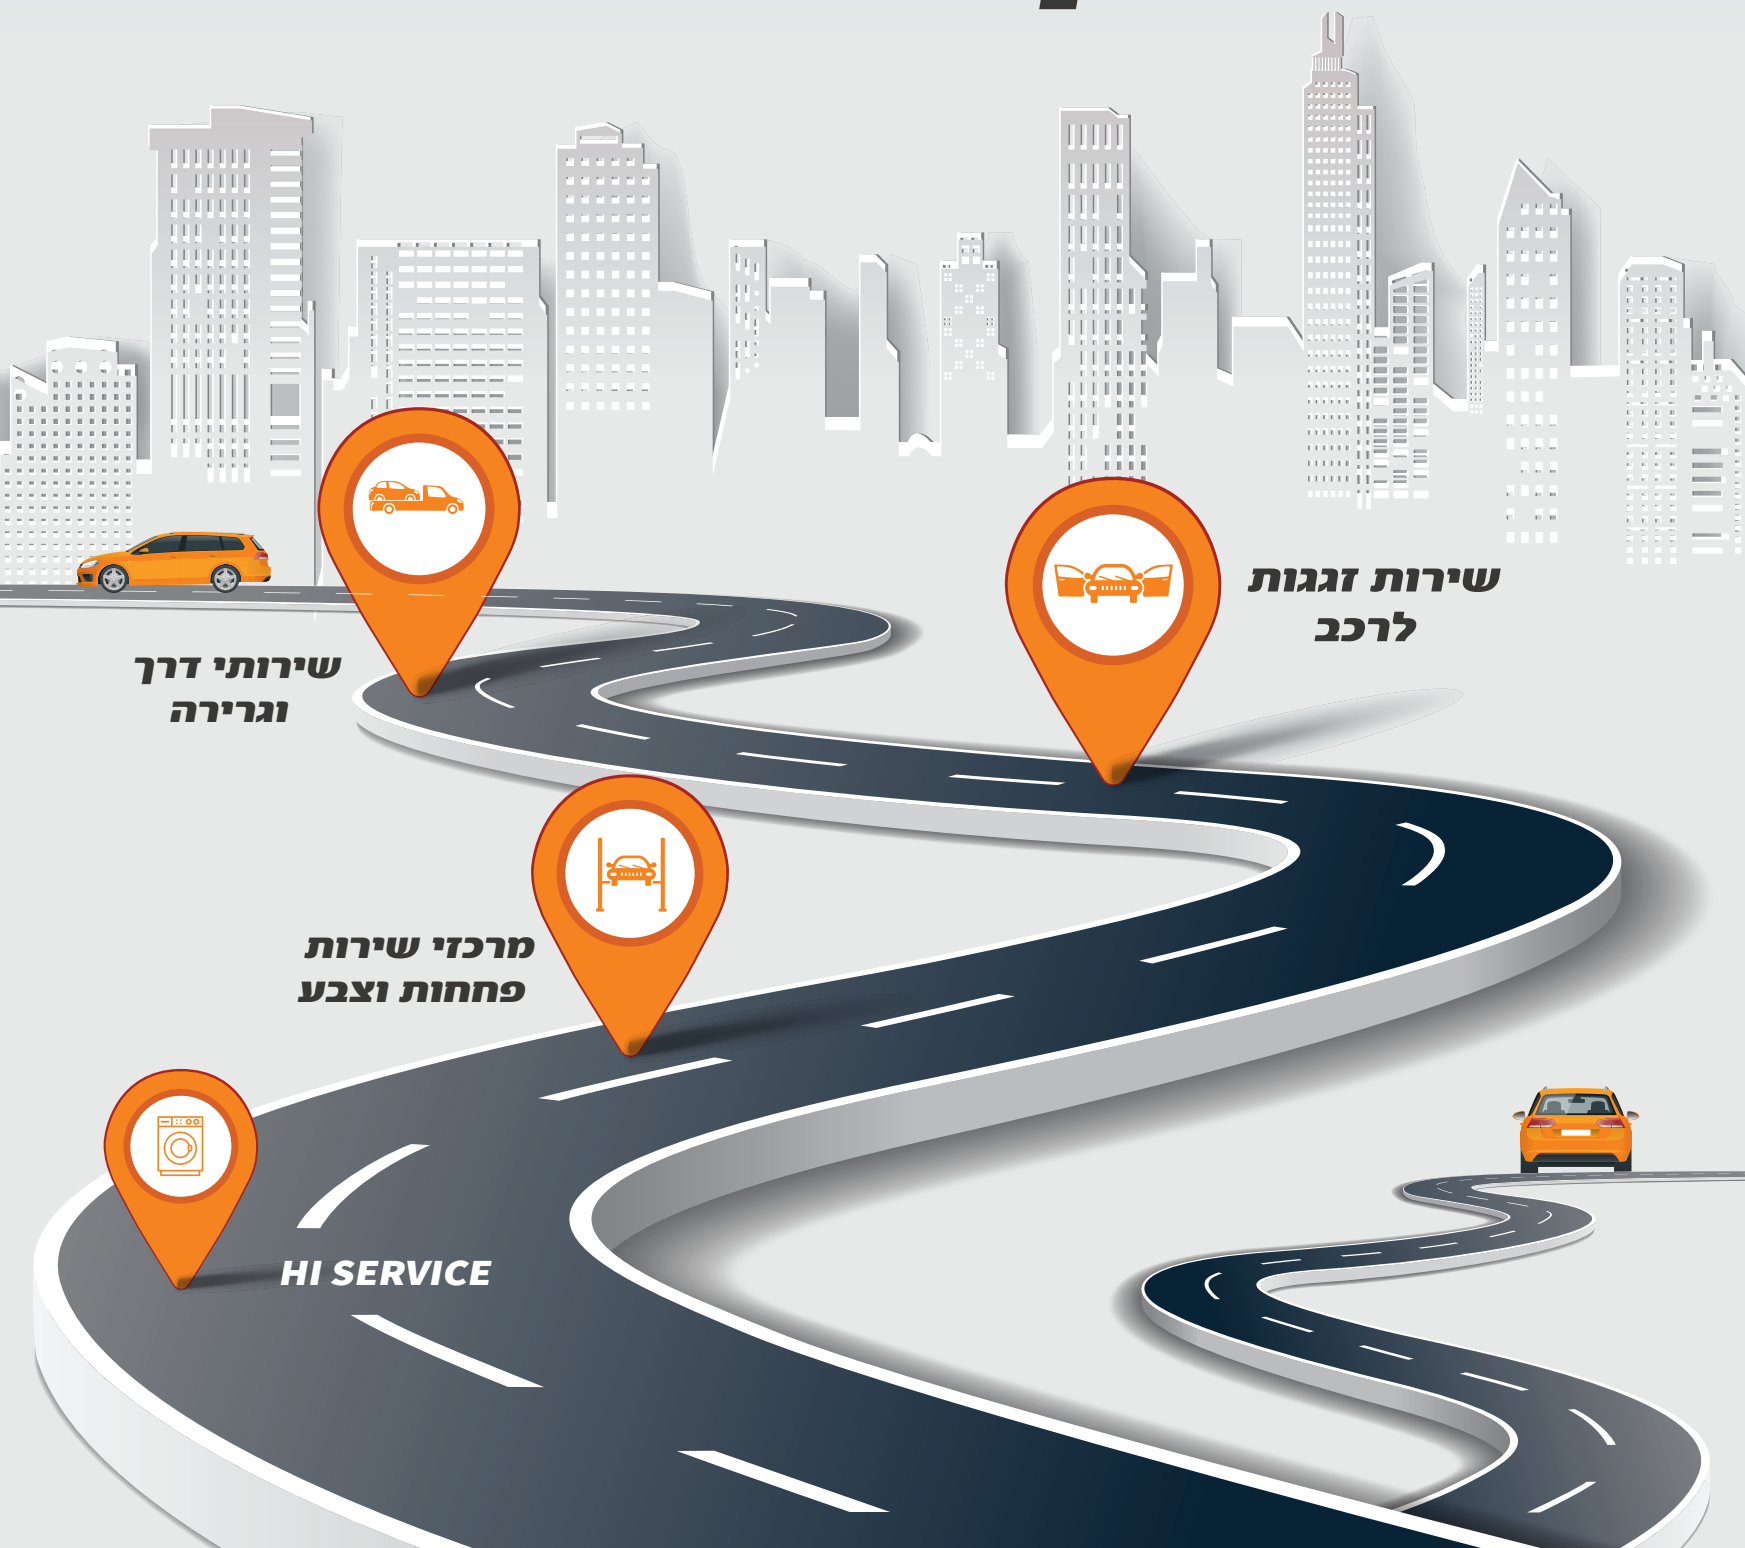 שירות זגגות
לרכב
שירותי דרך
וגרירה
מרכזי שירות
פחחות וצבע
HI SERVICE